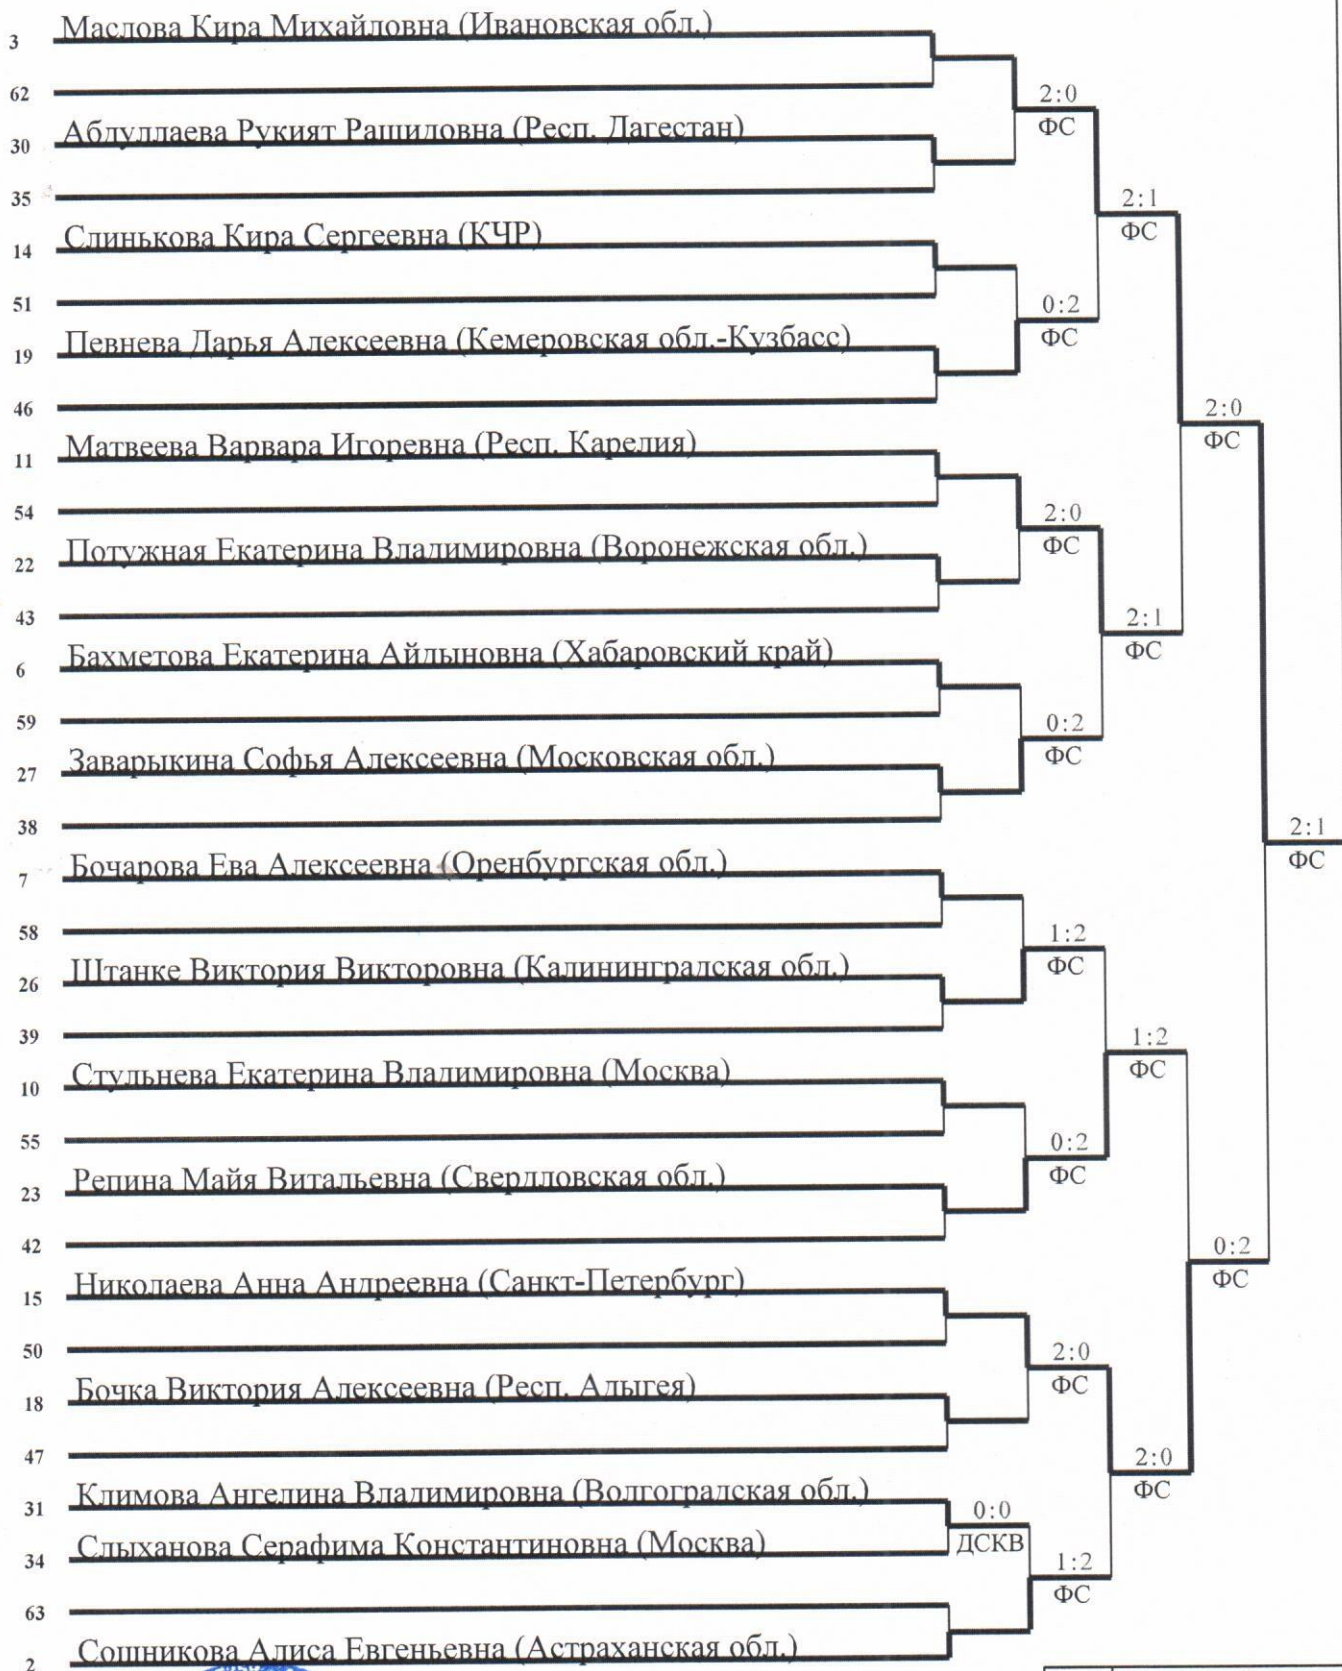 3 Маслова Кира Михайловна (Ивановская обл.)
62
2:0
30 Абдуллаева Рукият Рашидовна (Респ. Дагестан)
ФС
35
2:1
14 Слинькова Кира Сергеевна (КЧР)
ФС
51
0:2
19 Певнева Дарья Алексеевна (Кемеровская обл.-Кузбасс)
ФС
46
2:0
11 Матвеева Варвара Игоревна (Респ. Карелия)
ФС
54
2:0
22 Потужная Екатерина Владимировна (Воронежская обл.)
ФС
43
2:1
6 Бахметова Екатерина Айдыновна (Хабаровский край)
ФС
59
0:2
27 Заварыкина Софья Алексеевна (Московская обл.)
ФС
38
2:1
7 Бочарова Ева Алексеевна (Оренбургская обл.)
ФС
58
1:2
26 Штанке Виктория Викторовна (Калининградская обл.)
ФС
39
1:2
10 Стульнева Екатерина Владимировна (Москва)
ФС
55
0:2
23 Репина Майя Витальевна (Свердловская обл.)
ФС
42
0:2
15 Николаева Анна Андреевна (Санкт-Петербург)
ФС
50
2:0
18 Бочка Виктория Алексеевна (Респ. Адыгея)
ФС
47
2:0
31 Климова Ангелина Владимировна (Волгоградская обл.)
ФС
0:0
34 Слыханова Серафима Константиновна (Москва)
ДСКВ
1:2
63
ФС
2 Сошникова Алиса Евгеньевна (Астраханская обл.)